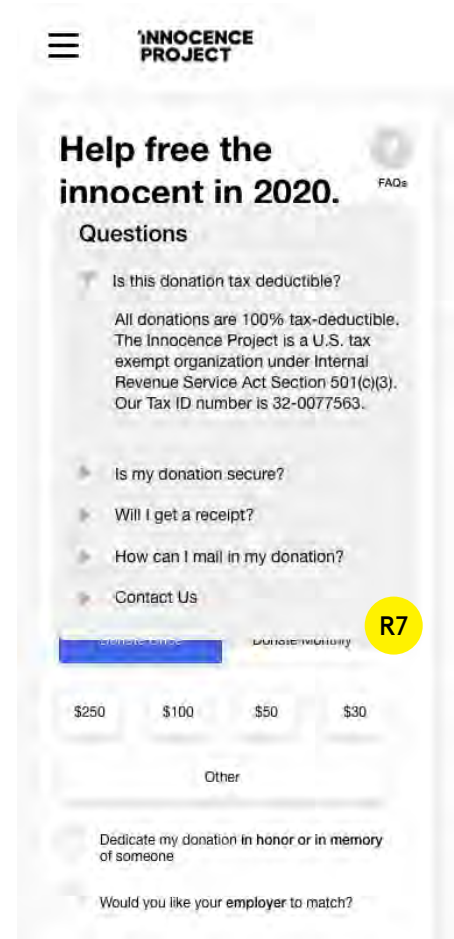 INNOCENCE
PROJECT
Help free the
innocent in 2020.
FAQs
Questions
Is this donation tax deductible?
All donations are 100% tax-deductible.
The Innocence Project is a U.S. tax
exempt organization under Internal
Revenue Service Act Section 501(c)(3).
Our Tax ID number is 32-0077563.
Is my donation secure?
Will I get a receipt?
How can I mail in my donation?
Contact Us
R7
Donate Once Donate Monthly
$250 $100 $50 $30
Other
Dedicate my donation in honor or in memory
of someone
Would you like your employer to match?